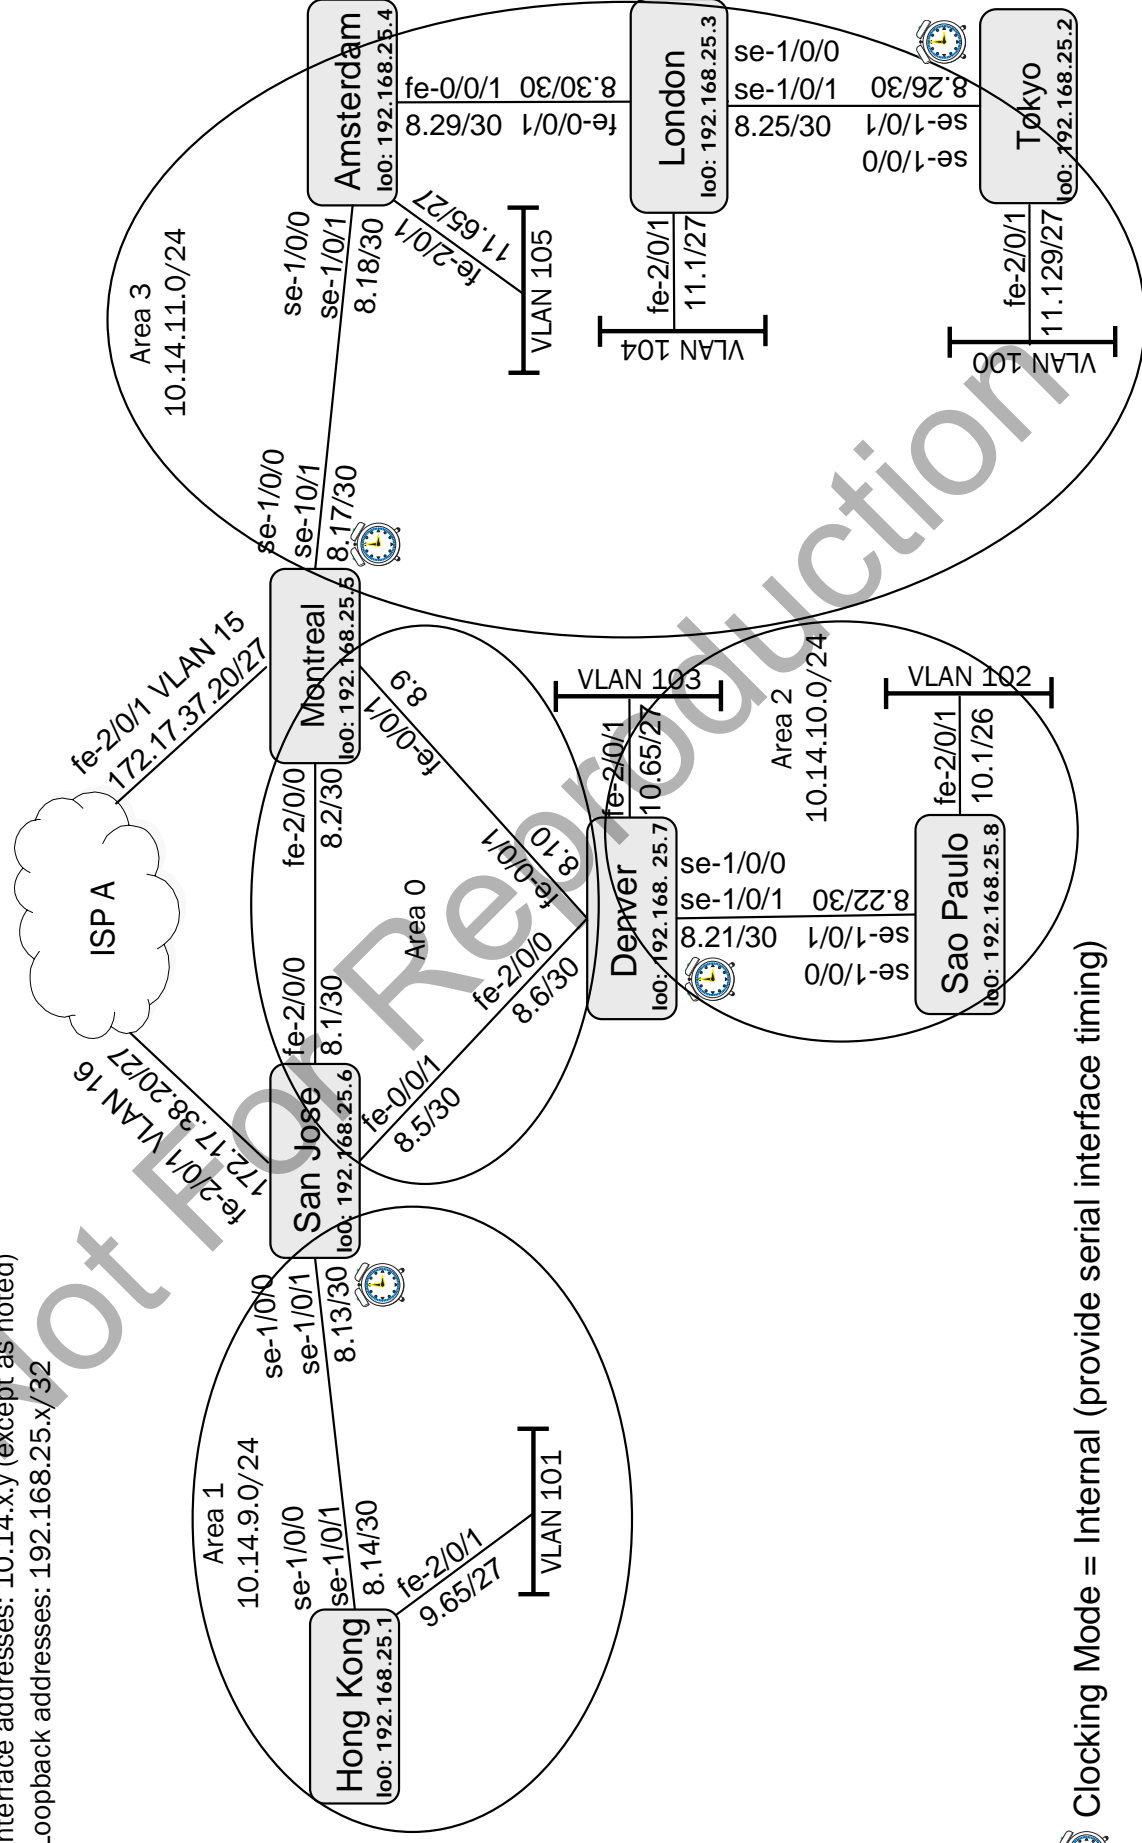 nterface addresses: 10.14.x.y (except as noted)
Loopback addresses: 192.168.25.x/32
Not For Reproduction
ISP A
fe-2/0/1 VLAN 16
172.17.38.20/27
fe-2/0/1 VLAN 15
172.17.37.20/27
Area 1
10.14.9.0/24
Hong Kong
lo0: 192.168.25.1
se-1/0/0
se-1/0/1
8.14/30
fe-2/0/1
9.65/27
VLAN 101
se-1/0/0
se-1/0/1
8.13/30
San Jose
lo0: 192.168.25.6
fe-2/0/0
8.1/30
fe-0/0/1
8.5/30
Area 0
fe-2/0/0
8.2/30
Montreal
lo0: 192.168.25.5
fe-0/0/1
8.9
fe-2/0/0
8.6/30
fe-0/0/1
8.10
Denver
lo0: 192.168. 25.7
fe-2/0/1
10.65/27
VLAN 103
se-1/0/0
se-1/0/1
8.21/30
Area 2
10.14.10.0/24
8.22/30
se-1/0/1
se-1/0/0
Sao Paulo
lo0: 192.168.25.8
fe-2/0/1
10.1/26
VLAN 102
se-1/0/0
se-10/1
8.17/30
Area 3
10.14.11.0/24
se-1/0/0
se-1/0/1
8.18/30
Amsterdam
lo0: 192.168.25.4
fe-2/0/1
11.65/27
VLAN 105
fe-0/0/1
8.29/30
8.30/30
fe-0/0/1
London
lo0: 192.168.25.3
fe-2/0/1
11.1/27
VLAN 104
se-1/0/0
se-1/0/1
8.25/30
8.26/30
se-1/0/1
se-1/0/0
Tokyo
lo0: 192.168.25.2
fe-2/0/1
11.129/27
VLAN 100
Clocking Mode = Internal (provide serial interface timing)